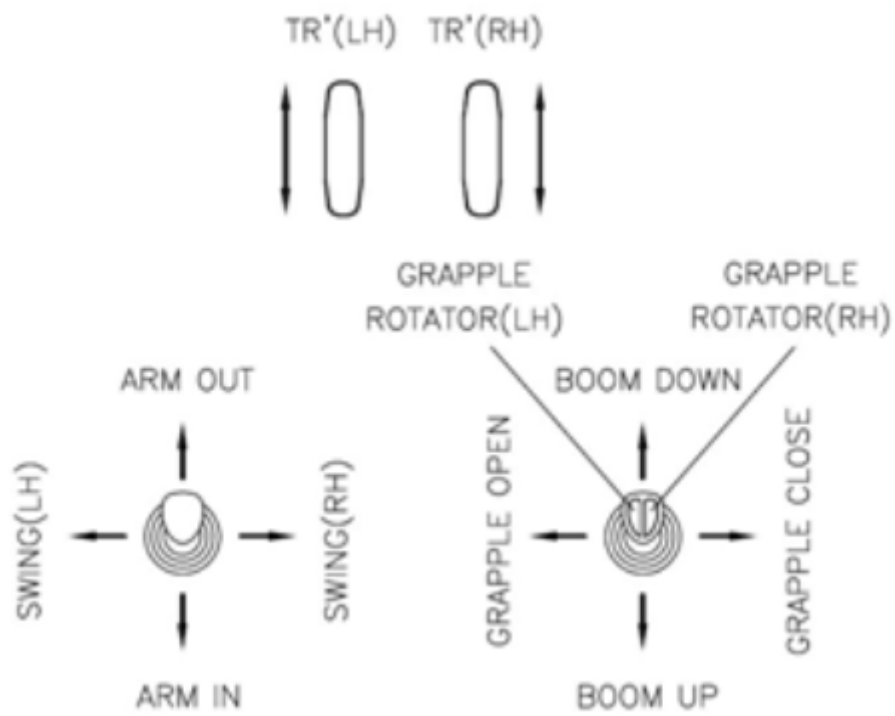 TR'(LH) TR'(RH)
GRAPPLE
ROTATOR(LH)
GRAPPLE
ROTATOR(RH)
ARM OUT
BOOM DOWN
SWING(LH)
SWING(RH)
GRAPPLE OPEN
GRAPPLE CLOSE
ARM IN
BOOM UP